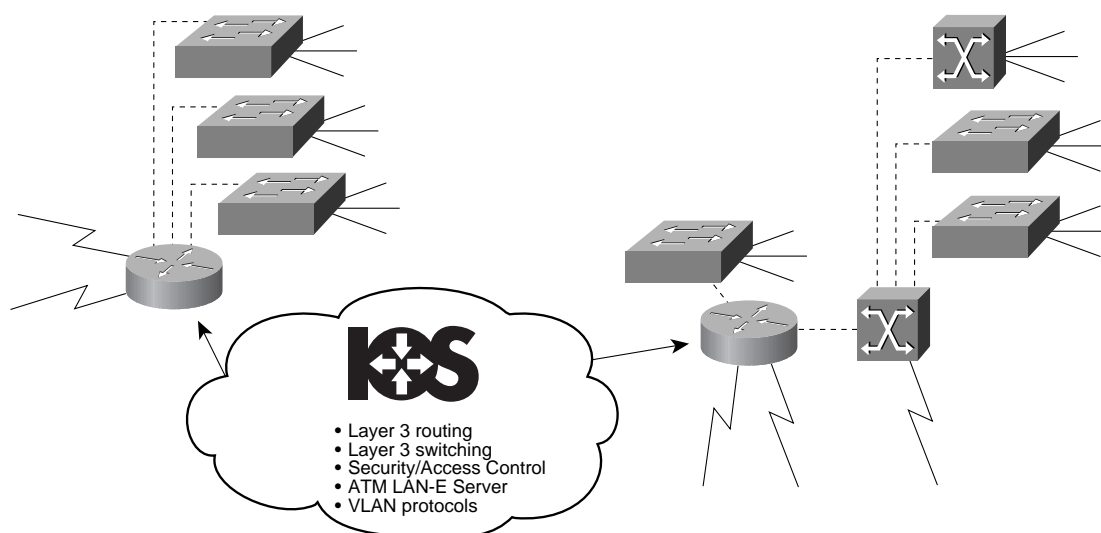 IOS
• Layer 3 routing
• Layer 3 switching
• Security/Access Control
• ATM LAN-E Server
• VLAN protocols